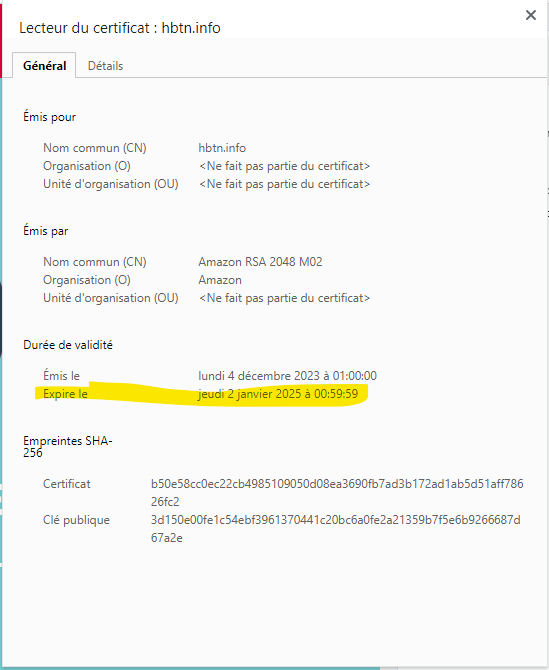 Lecteur du certificat : hbtn.info
Général
Détails
Émis pour
Nom commun (CN) hbtn.info
Organisation (O) <Ne fait pas partie du certificat>
Unité d'organisation (OU) <Ne fait pas partie du certificat>
Émis par
Nom commun (CN) Amazon RSA 2048 M02
Organisation (O) Amazon
Unité d'organisation (OU) <Ne fait pas partie du certificat>
Durée de validité
Émis le lundi 4 décembre 2023 à 01:00:00
Expire le jeudi 2 janvier 2025 à 00:59:59
Empreintes SHA-
256
Certificat b50e58cc0ec22cb4985109050d08ea3690fb7ad3b172ad1ab5d51aff786
26fc2
Clé publique 3d150e00fe1c54ebf3961370441c20bc6a0fe2a21359b7f5e6b9266687d
67a2e